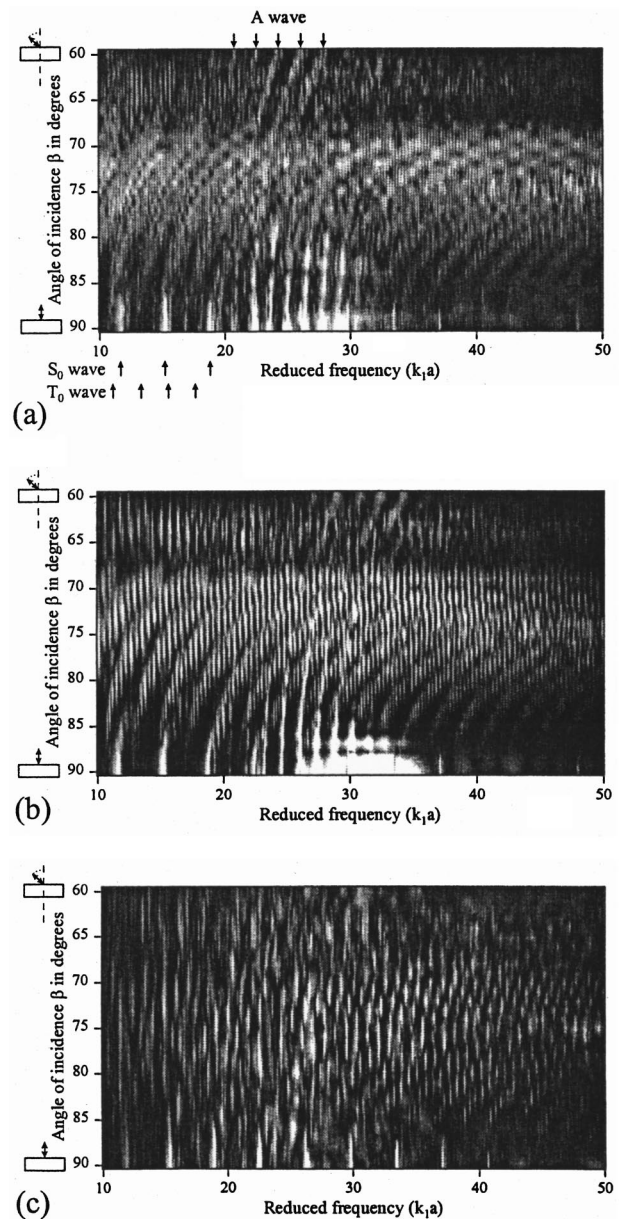 A wave
60
65
70
75
80
85
90
Angle of incidence β in degrees
10 20 30 40 50
S₀ wave
Reduced frequency (k₁a)
T₀ wave
(a)
60
65
70
75
80
85
90
Angle of incidence β in degrees
10 20 30 40 50
Reduced frequency (k₁a)
(b)
60
65
70
75
80
85
90
Angle of incidence β in degrees
10 20 30 40 50
Reduced frequency (k₁a)
(c)